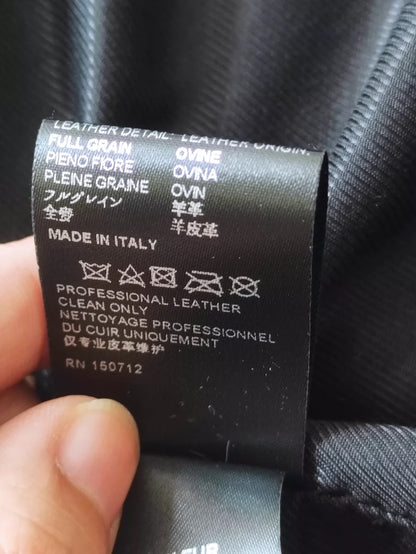 LEATHER DETAIL: LEATHER ORIGIN:
FULL GRAIN OVINE
PIENO FIORE OVINA
PLEINE GRAINE OVIN
フルグレイン 羊革
全赍 羊皮革
MADE IN ITALY
PROFESSIONAL LEATHER
CLEAN ONLY
NETTOYAGE PROFESSIONNEL
DU CUIR UNIQUEMENT
仅专业皮革维护
RN 150712